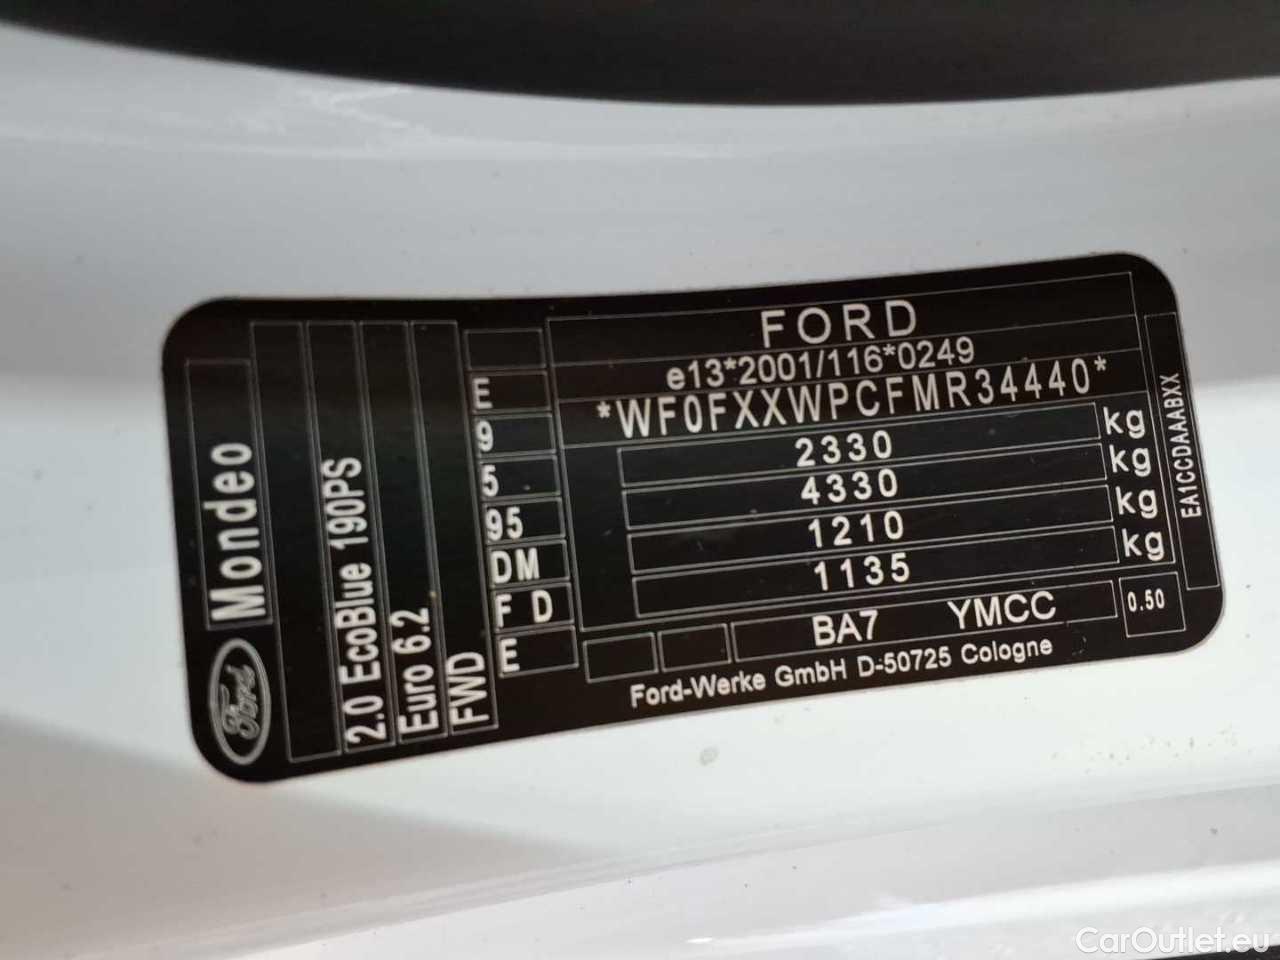 FORD
e13*2001/116*0249
*WF0FXXWPCFMR34440*
2330 kg
4330 kg
1210 kg
1135 kg
BA7 YMCC
0.50
Ford-Werke GmbH D-50725 Cologne
EA1CCDAAABXX
E
9
5
95
DM
F D
E
Ford
Mondeo
2.0 EcoBlue 190PS
Euro 6.2
FWD
CarOutlet.eu